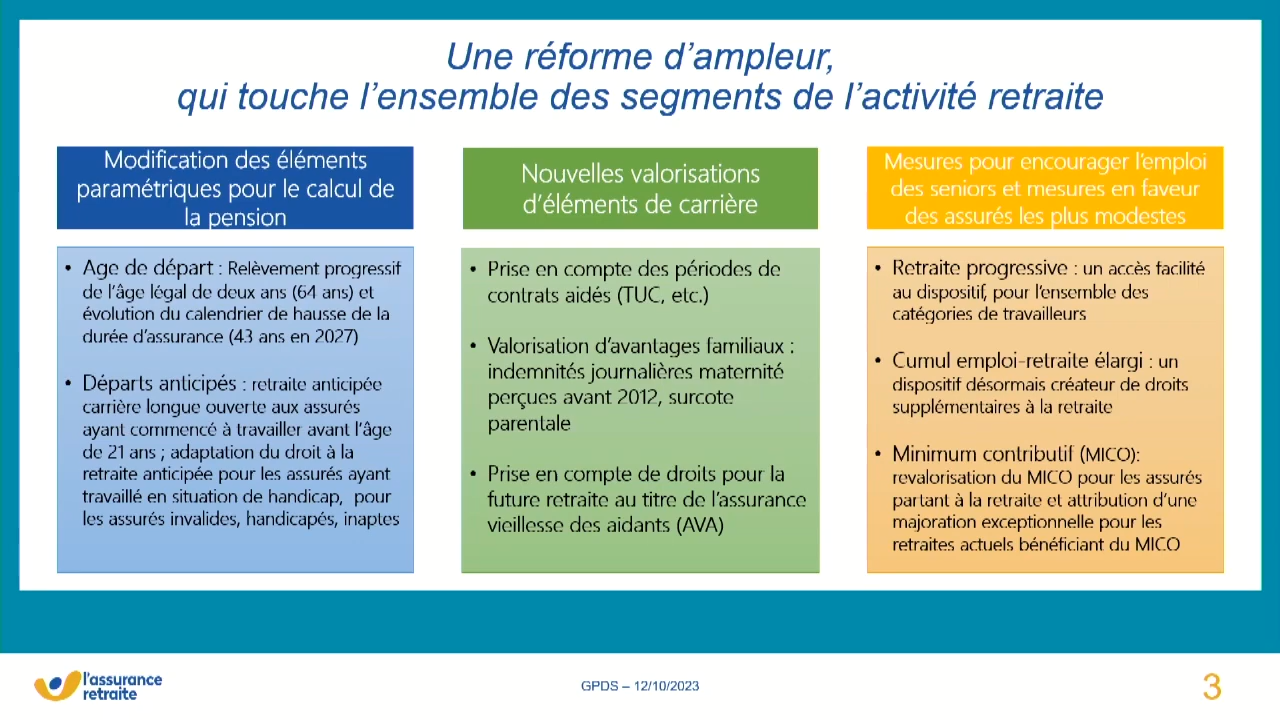 Une réforme d’ampleur,
qui touche l’ensemble des segments de l’activité retraite
Modification des éléments
paramétriques pour le calcul de
la pension
• Age de départ : Relèvement progressif
de l’âge légal de deux ans (64 ans) et
évolution du calendrier de hausse de la
durée d’assurance (43 ans en 2027)
• Départs anticipés : retraite anticipée
carrière longue ouverte aux assurés
ayant commencé à travailler avant l’âge
de 21 ans ; adaptation du droit à la
retraite anticipée pour les assurés ayant
travaillé en situation de handicap, pour
les assurés invalides, handicapés, inaptes
Nouvelles valorisations
d’éléments de carrière
• Prise en compte des périodes de
contrats aidés (TUC, etc.)
• Valorisation d’avantages familiaux :
indemnités journalières maternité
perçues avant 2012, surcote
parentale
• Prise en compte de droits pour la
future retraite au titre de l’assurance
vieillesse des aidants (AVA)
Mesures pour encourager l’emploi
des seniors et mesures en faveur
des assurés les plus modestes
• Retraite progressive : un accès facilité
au dispositif, pour l’ensemble des
catégories de travailleurs
• Cumul emploi-retraite élargi : un
dispositif désormais créateur de droits
supplémentaires à la retraite
• Minimum contributif (MICO):
revalorisation du MICO pour les assurés
partant à la retraite et attribution d’une
majoration exceptionnelle pour les
retraites actuels bénéficiant du MICO
l’assurance
retraite
GPDS – 12/10/2023
3